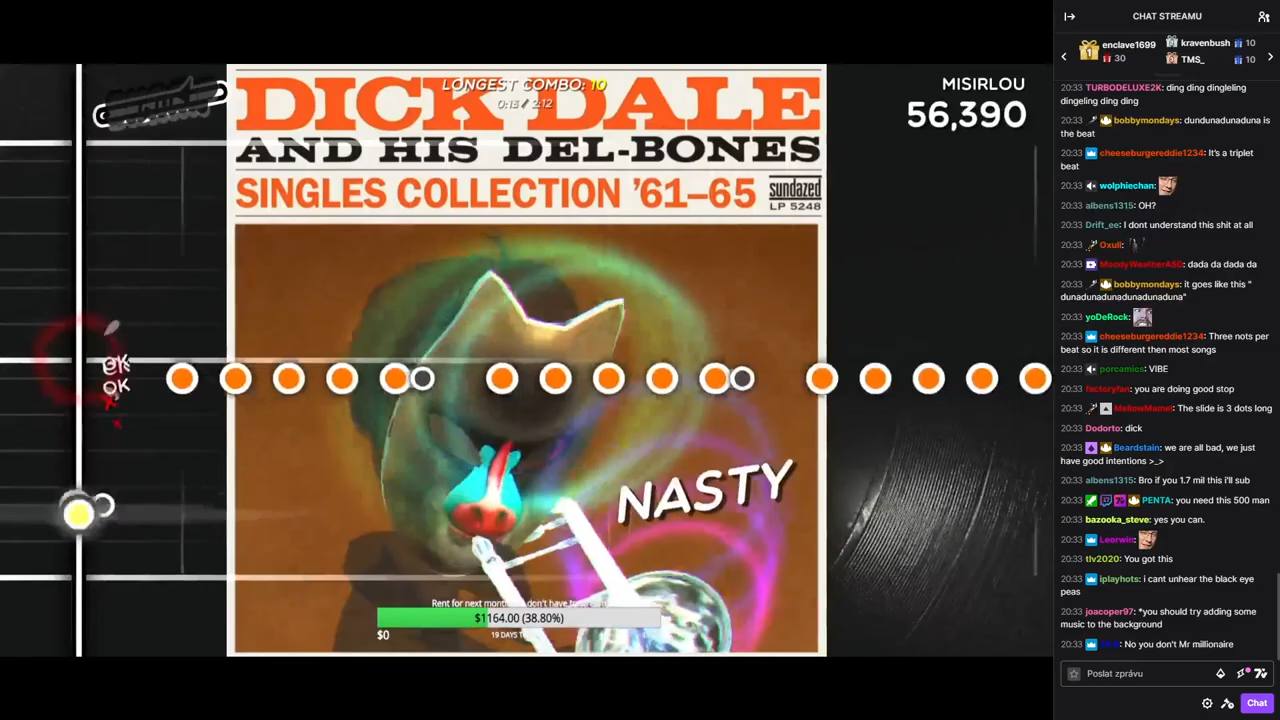 LONGEST COMBO: 10
0:15 / 2:12
DICK DALE
AND HIS DEL-BONES
SINGLES COLLECTION '61–65
sundazed
LP 5248
MISIRLOU
56,390
OK
OK
NASTY
$1164.00 (38.80%)
$0
CHAT STREAMU
enclave1699
30
kravenbush 10
TMS_ 10
TURBODELUXE2K: ding ding dingleling
dingeling ding ding
20:33 bobbymondays: dundunadunaduna is
the beat
20:33 cheeseburgereddie1234: It's a triplet
beat
20:33 wolphiechan:
20:33 albens1315: OH?
20:33 Drift_ee: I dont understand this shit at all
20:33 Oxull:
20:33 MoodyWeatherASD: dada da dada da
20:33 bobbymondays: it goes like this "
dunadunadunadunadunaduna"
20:33 yoDeRock:
20:33 cheeseburgereddie1234: Three nots per
beat so it is different then most songs
20:33 porcamics: VIBE
20:33 factoryfan: you are doing good stop
20:33 MellowMamel: The slide is 3 dots long
20:33 Dodorto: dick
20:33 Beardstain: we are all bad, we just
have good intentions >_>
20:33 albens1315: Bro if you 1.7 mil this i'll sub
20:33 PENTA: you need this 500 man
20:33 bazooka_steve: yes you can.
20:33 Leorwin:
20:33 tlv2020: You got this
20:33 iplayhots: i cant unhear the black eye
peas
20:33 joacoper97: *you should try adding some
music to the background
20:33 : No you don't Mr millionaire
Poslat zprávu
Chat